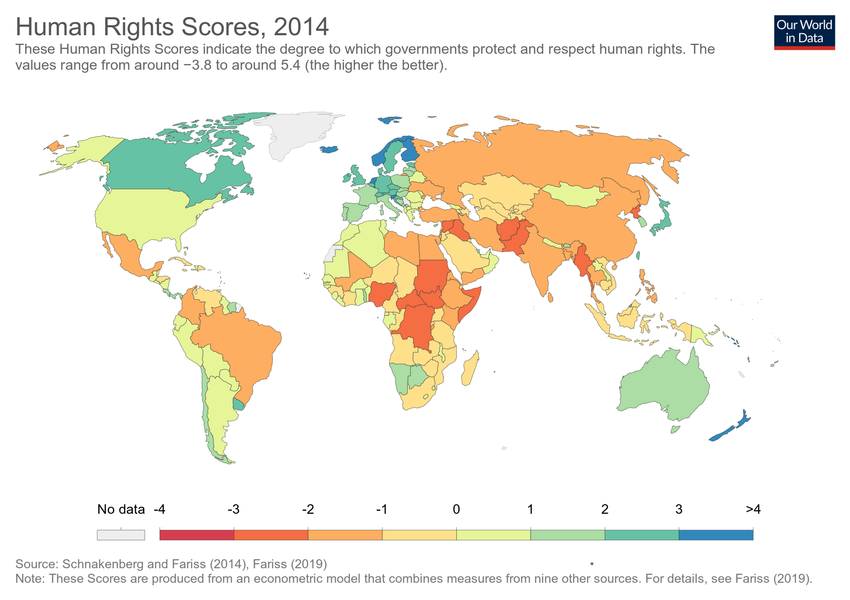 Human Rights Scores, 2014
Our World
in Data
These Human Rights Scores indicate the degree to which governments protect and respect human rights. The
values range from around −3.8 to around 5.4 (the higher the better).
No data -4 -3 -2 -1 0 1 2 3 >4
Source: Schnakenberg and Fariss (2014), Fariss (2019)
Note: These Scores are produced from an econometric model that combines measures from nine other sources. For details, see Fariss (2019).